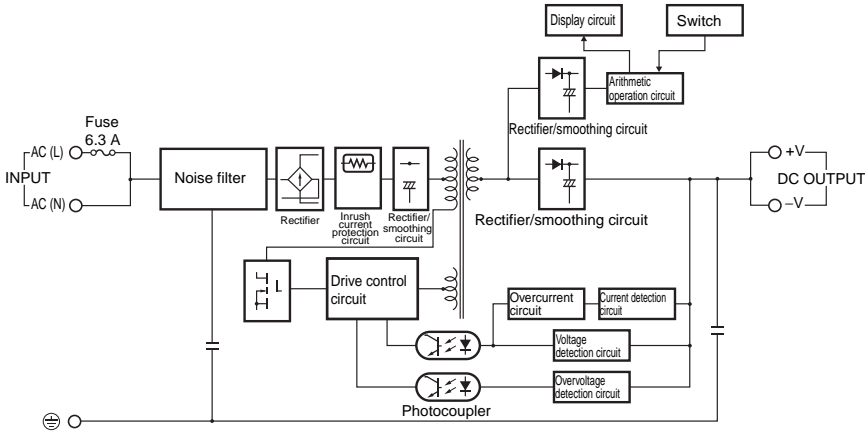 Display circuit
Switch
Fuse
6.3 A
Arithmetic
operation circuit
AC (L)
INPUT
AC (N)
Noise filter
Rectifier
Inrush
current
protection
circuit
Rectifier/
smoothing
circuit
Rectifier/smoothing circuit
Rectifier/smoothing circuit
+V
DC OUTPUT
–V
Drive control
circuit
Overcurrent
circuit
Current detection
circuit
Voltage
detection circuit
Overvoltage
detection circuit
Photocoupler